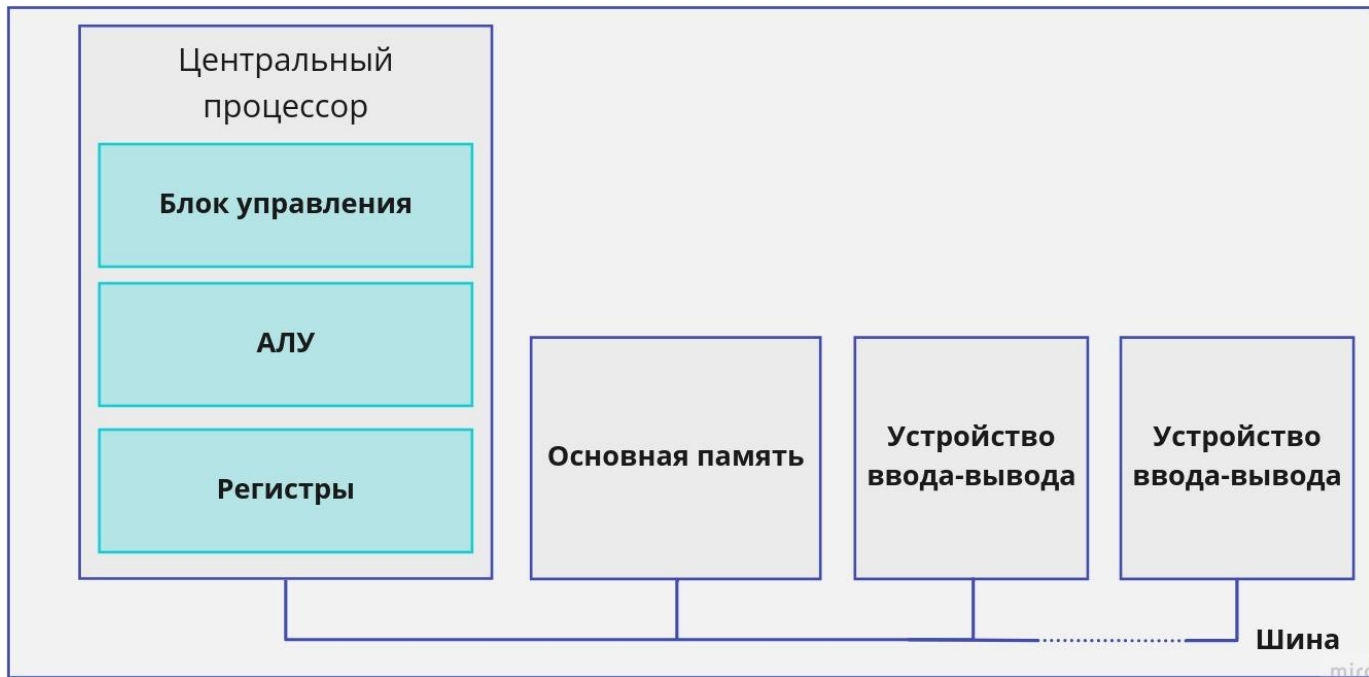 Центральный
процессор
Блок управления
АЛУ
Регистры
Основная память
Устройство
ввода-вывода
Устройство
ввода-вывода
Шина